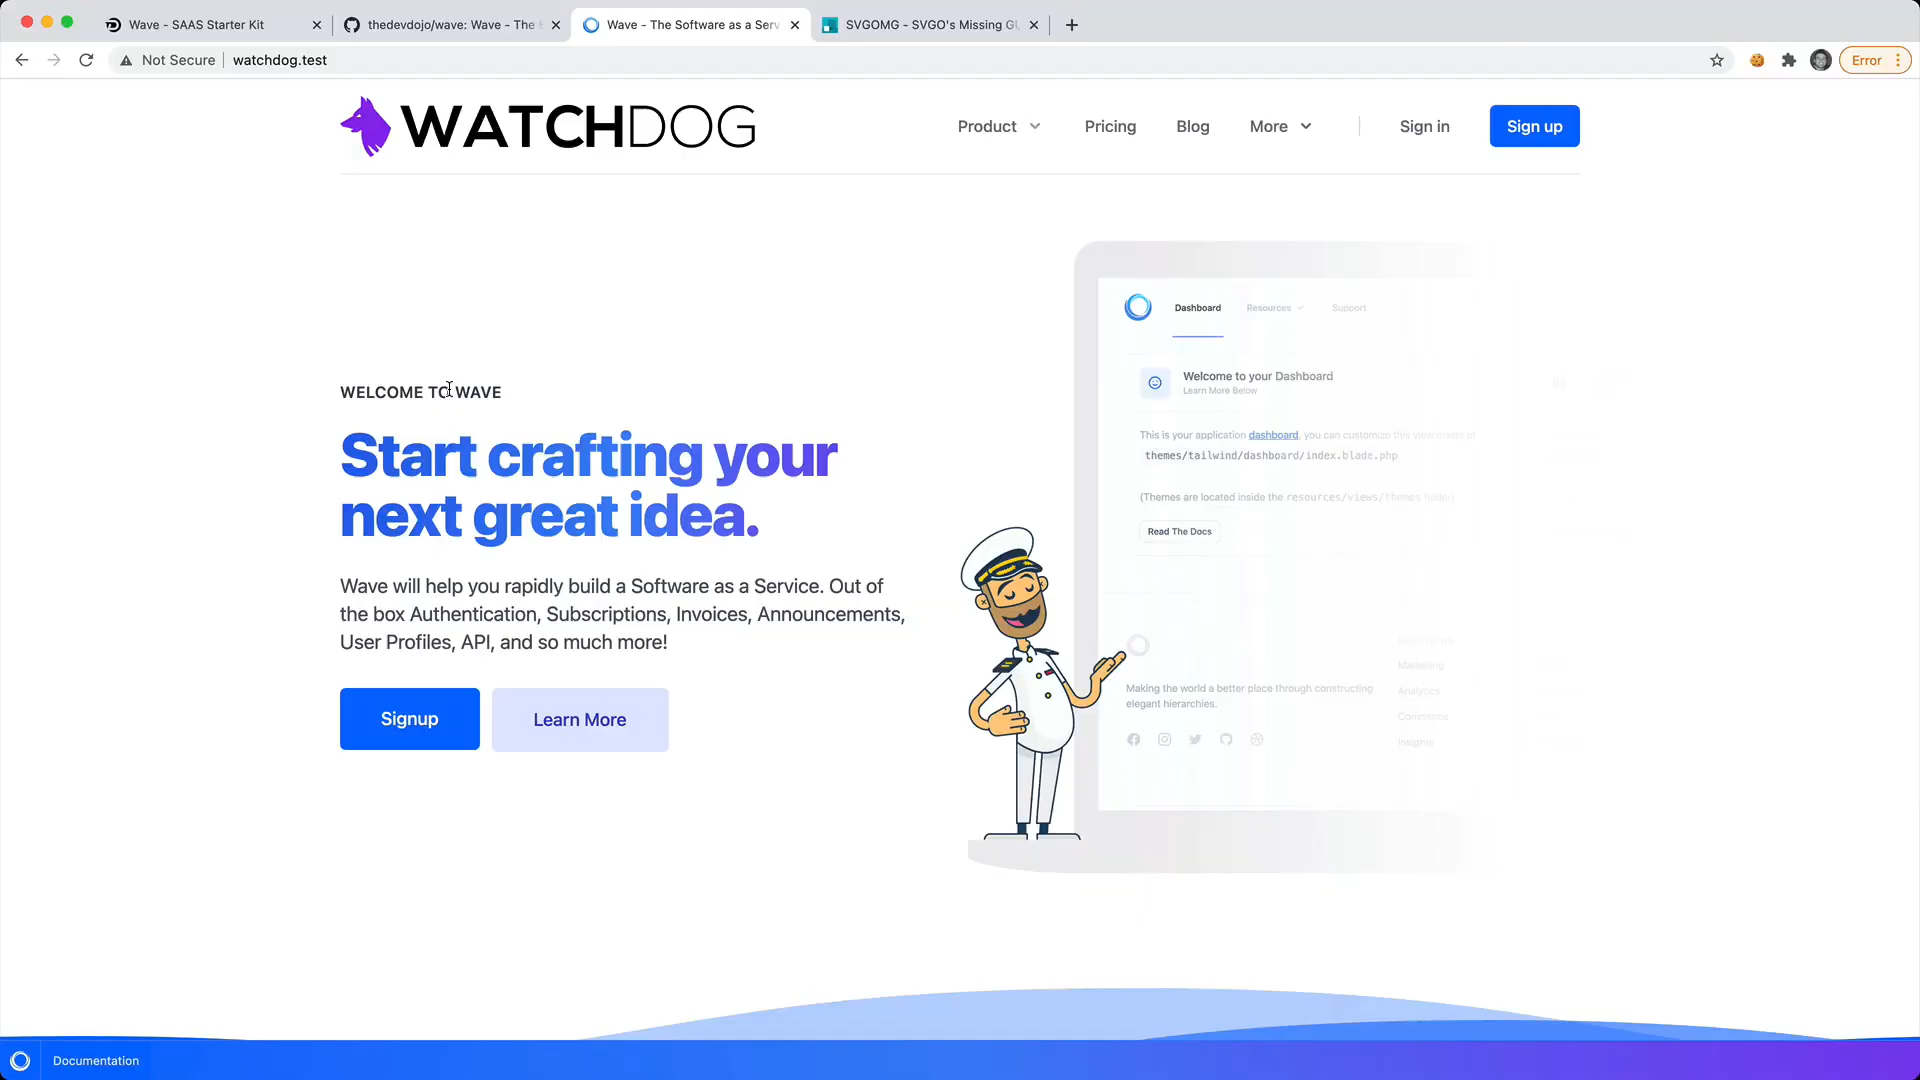 Wave - SAAS Starter Kit
thedevdojo/wave: Wave - The
Wave - The Software as a Serv
SVGOMG - SVGO's Missing GU
Not Secure
watchdog.test
Error
WATCHDOG
Product
Pricing
Blog
More
Sign in
Sign up
WELCOME TO WAVE
Start crafting your
next great idea.
Wave will help you rapidly build a Software as a Service. Out of
the box Authentication, Subscriptions, Invoices, Announcements,
User Profiles, API, and so much more!
Signup
Learn More
Dashboard
Resources
Support
Welcome to your Dashboard
Learn More Below
This is your application dashboard, you can customize this view inside of
themes/tailwind/dashboard/index.blade.php
(Themes are located inside the resources/views/themes folder)
Read The Docs
Making the world a better place through constructing
elegant hierarchies.
Marketing
Analytics
Commerce
Insights
Documentation